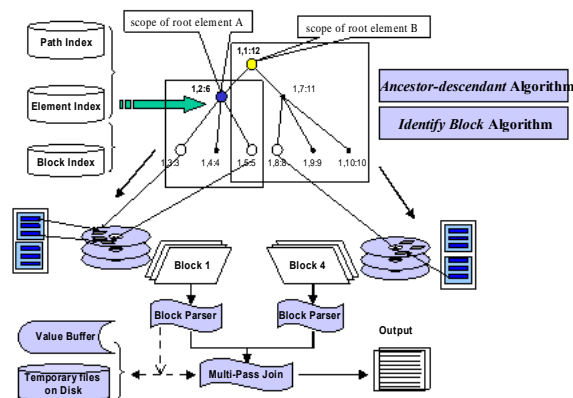 scope of root element A
scope of root element B
Path Index
1,1:12
Element Index
1,2:6
1,7:11
Ancestor-descendant Algorithm
Identify Block Algorithm
Block Index
1,3:3
1,4:4
1,5:5
1,8:8
1,9:9
1,10:10
Block 1
Block 4
Block Parser
Block Parser
Output
Value Buffer
Temporary files
on Disk
Multi-Pass Join